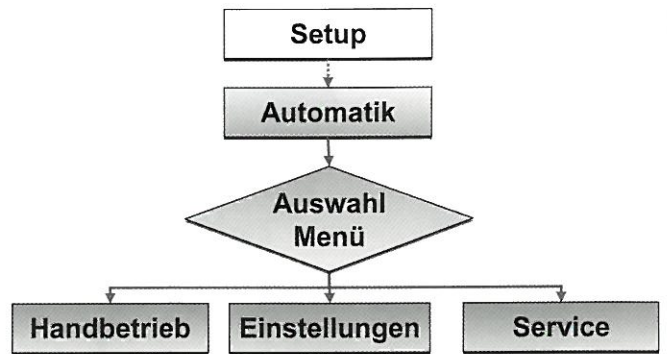 Setup
Automatik
Auswahl
Menü
Handbetrieb
Einstellungen
Service